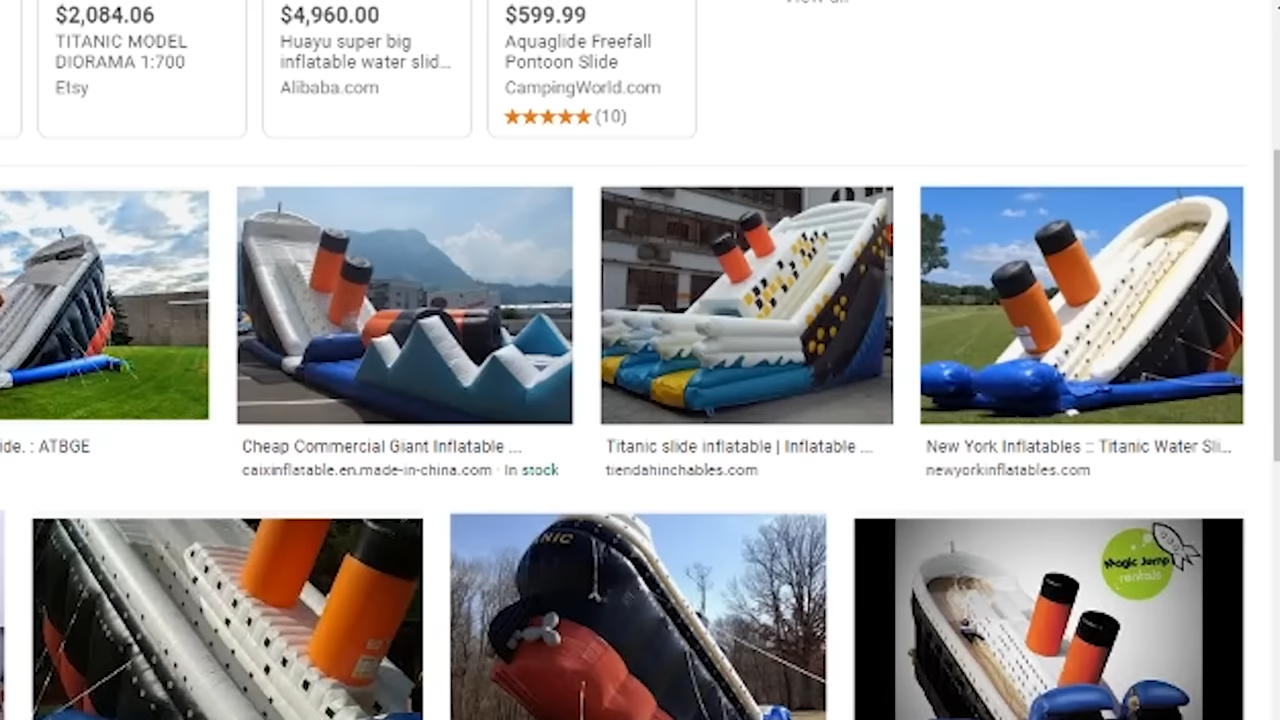 $2,084.06
TITANIC MODEL
DIORAMA 1:700
Etsy
$4,960.00
Huayu super big
inflatable water slid...
Alibaba.com
$599.99
Aquaglide Freefall
Pontoon Slide
CampingWorld.com
(10)
ide. : ATBGE
Cheap Commercial Giant Inflatable ...
caixinflatable.en.made-in-china.com · In stock
Titanic slide inflatable | Inflatable ...
tiendahinchables.com
New York Inflatables :: Titanic Water Sli...
newyorkinflatables.com
NIC
Magic Jump
rentals